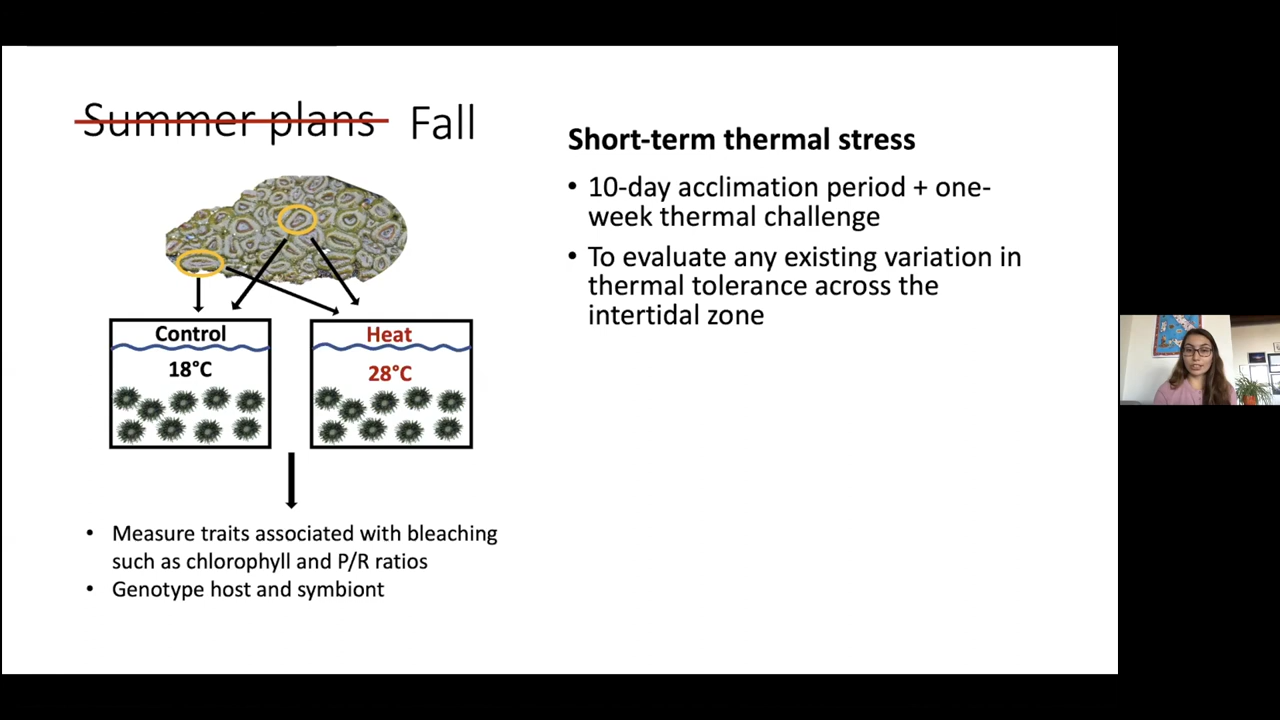 Summer plans Fall
Control
18°C
Heat
28°C
• Measure traits associated with bleaching
such as chlorophyll and P/R ratios
• Genotype host and symbiont
Short-term thermal stress
• 10-day acclimation period + one-
week thermal challenge
• To evaluate any existing variation in
thermal tolerance across the
intertidal zone